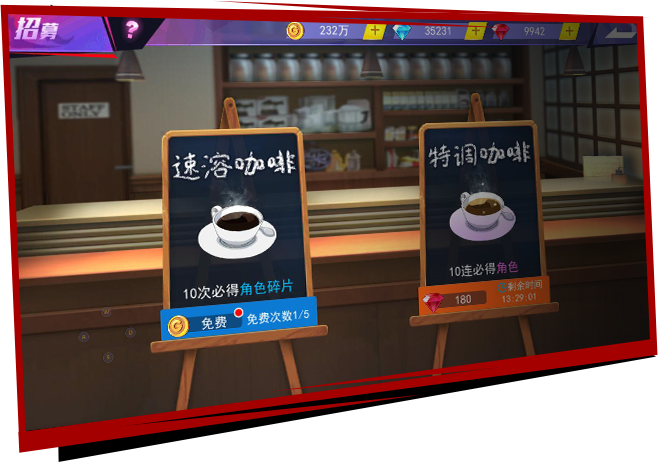 招募
?
232万
35231
9942
STAFF
ONLY
速溶咖啡
10次必得角色碎片
免费
免费次数1/5
特调咖啡
10连必得角色
180
剩余时间
13:29:01
W
A
D
E